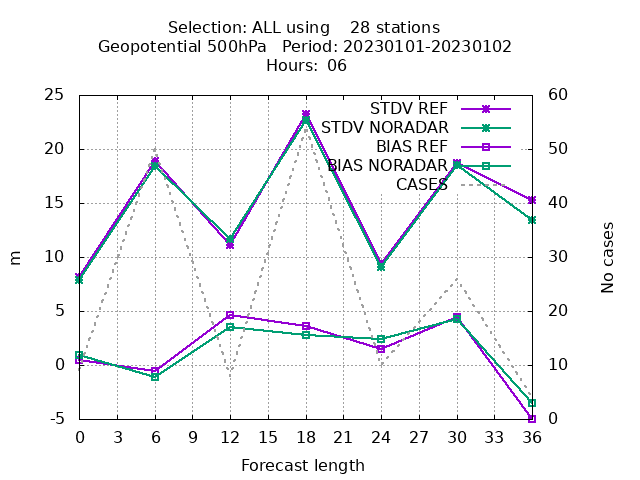 Selection: ALL using    28 stations
Geopotential 500hPa   Period: 20230101-20230102
Hours: 06
25 60
STDV REF
STDV NORADAR
20 50
BIAS REF
BIAS NORADAR
CASES
15 40
10 30
m
No cases
5 20
0 10
-5 0
0 3 6 9 12 15 18 21 24 27 30 33 36
Forecast length